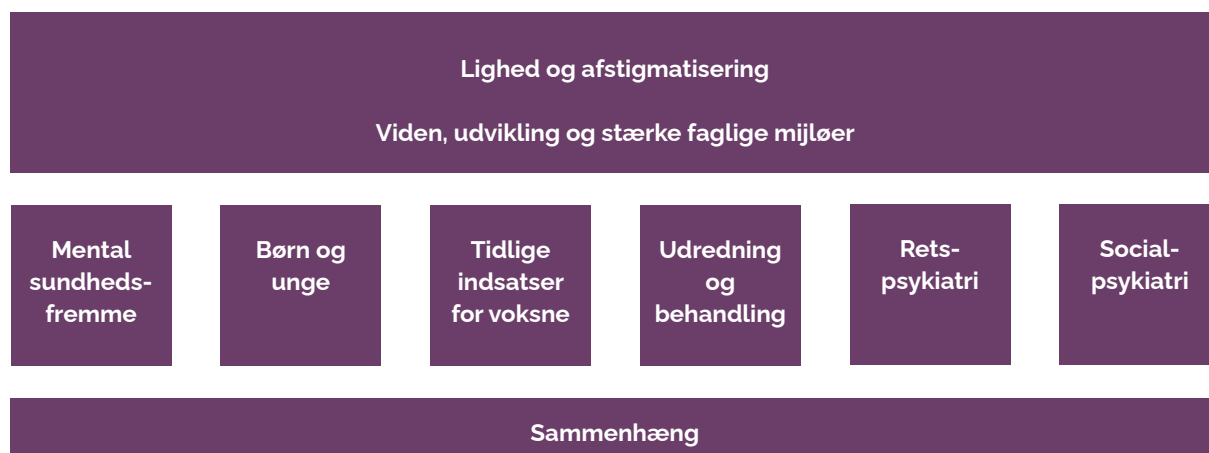 Lighed og afstigmatisering
Viden, udvikling og stærke faglige mijløer
Mental
sundheds-
fremme
Børn og
unge
Tidlige
indsatser
for voksne
Udredning
og
behandling
Rets-
psykiatri
Social-
psykiatri
Sammenhæng